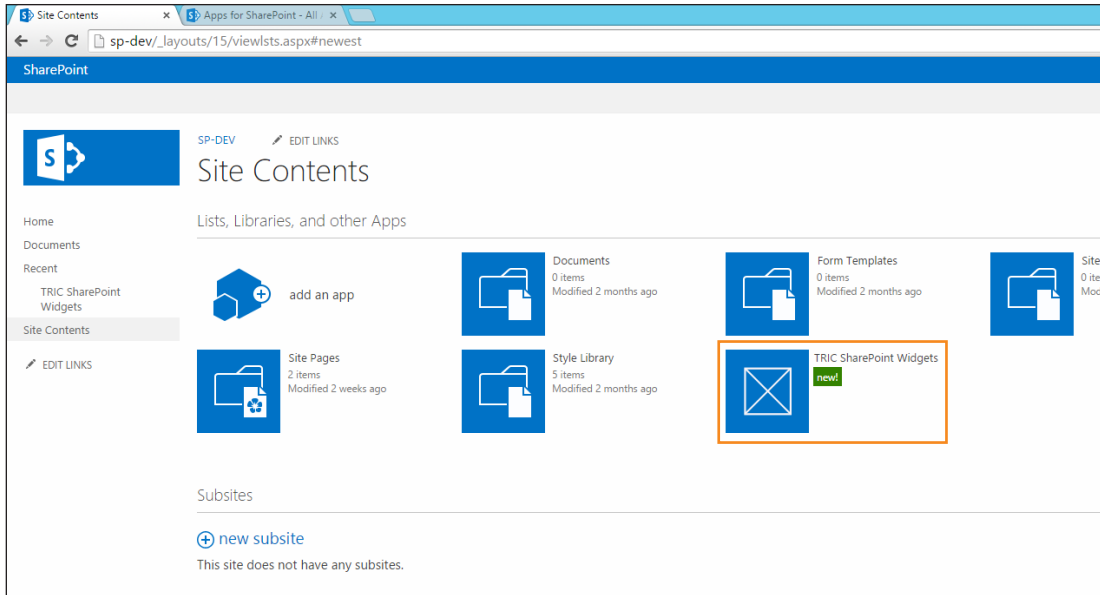 Site Contents
Apps for SharePoint - All
sp-dev/_layouts/15/viewlsts.aspx#newest
SharePoint
S
SP-DEV
EDIT LINKS
Site Contents
Home
Documents
Recent
TRIC SharePoint
Widgets
Site Contents
EDIT LINKS
Lists, Libraries, and other Apps
add an app
Documents
0 items
Modified 2 months ago
Form Templates
0 items
Modified 2 months ago
Site
0 ite
Mod
Site Pages
2 items
Modified 2 weeks ago
Style Library
5 items
Modified 2 months ago
TRIC SharePoint Widgets
new!
Subsites
new subsite
This site does not have any subsites.